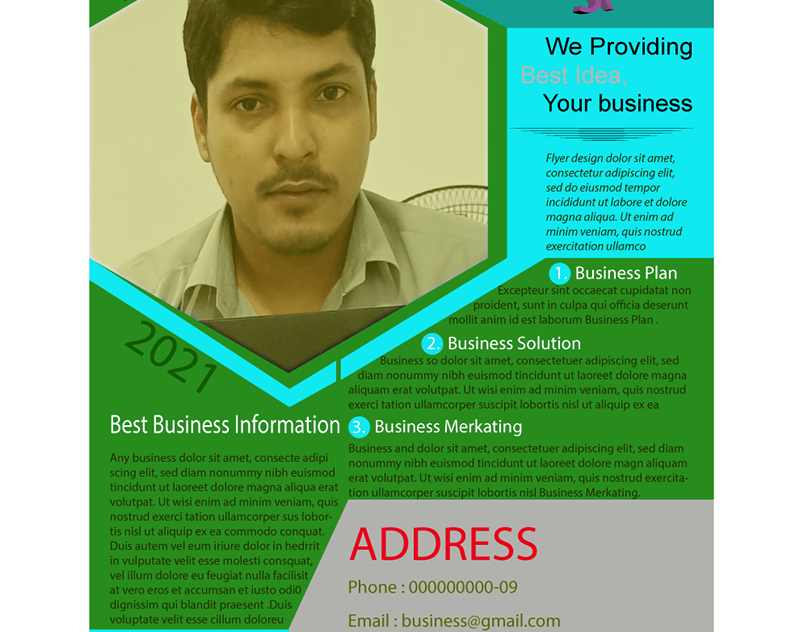 We Providing
Best Idea,
Your business
Flyer design dolor sit amet,
consectetur adipiscing elit,
sed do eiusmod tempor
incididunt ut labore et dolore
magna aliqua. Ut enim ad
minim veniam, quis nostrud
exercitation ullamco
1. Business Plan
Excepteur sint occaecat cupidatat non
proident, sunt in culpa qui officia deserunt
mollit anim id est laborum Business Plan .
2. Business Solution
Business so dolor sit amet, consectetuer adipiscing elit, sed
diam nonummy nibh euismod tincidunt ut laoreet dolore magna
aliquam erat volutpat. Ut wisi enim ad minim veniam, quis nostrud
exerci tation ullamcorper suscipit lobortis nisl ut aliquip ex ea
3. Business Merkating
Business and dolor sit amet, consectetuer adipiscing elit, sed diam
nonummy nibh euismod tincidunt ut laoreet dolore magn aliquam
erat volutpat. Ut wisi enim ad minim veniam, quis nostrud exercita-
tion ullamcorper suscipit lobortis nisl Business Merkating.
2021
Best Business Information
Any business dolor sit amet, consecte adipi
scing elit, sed diam nonummy nibh euismod
tincidunt ut laoreet dolore magna aliqua erat
volutpat. Ut wisi enim ad minim veniam, quis
nostrud exerci tation ullamcorper sus lobor-
tis nisl ut aliquip ex ea commodo conquat.
Duis autem vel eum iriure dolor in hedrrit
in vulputate velit esse molesti consquat,
vel illum dolore eu feugiat nulla facilisit
at vero eros et accumsan et iusto odi0
dignissim qui blandit praesent .Duis
voluptate velit esse cillum doloreu
ADDRESS
Phone : 000000000-09
Email : business@gmail.com